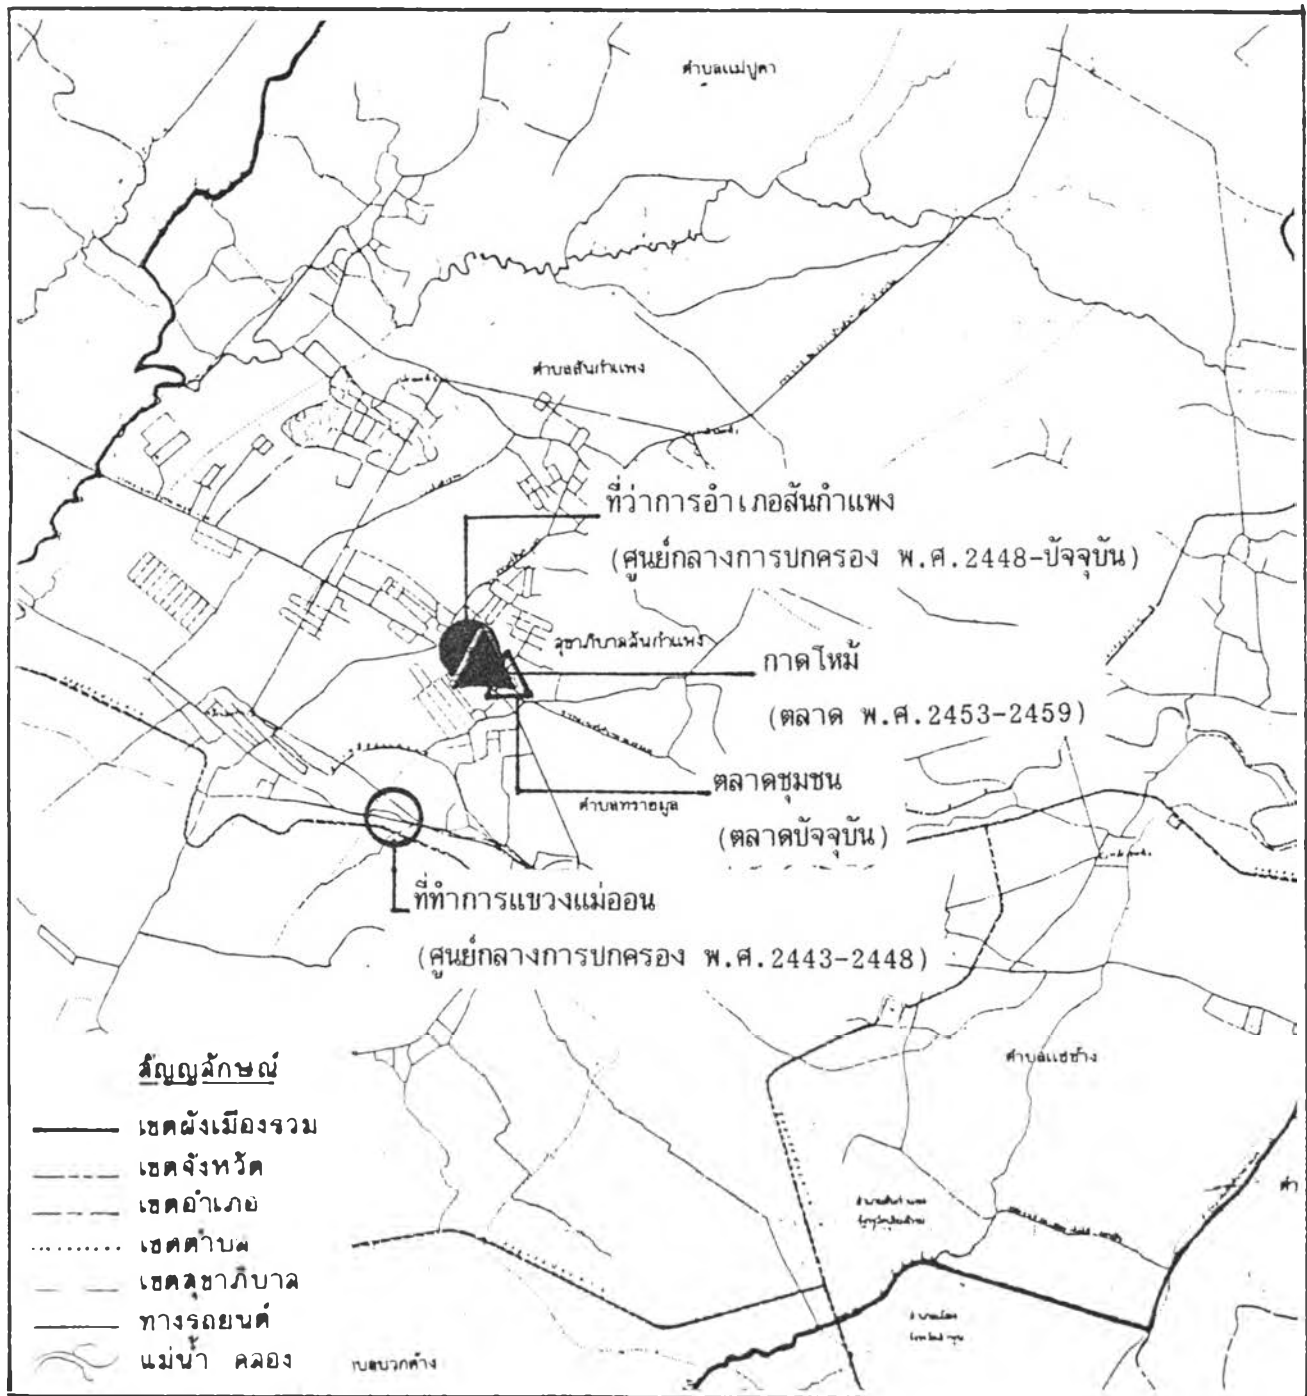 ตำบลแม่ปูคา
ตำบลสันกำแพง
ที่ว่าการอำเภอสันกำแพง
(ศูนย์กลางการปกครอง พ.ศ.2448-ปัจจุบัน)
สุขาภิบาลสันกำแพง
กาดใหม้
(ตลาด พ.ศ.2453-2459)
ตลาดชุมชน
ตำบลทรายมูล
(ตลาดปัจจุบัน)
ที่ทำการแขวงแม่ออน
(ศูนย์กลางการปกครอง พ.ศ.2443-2448)
ตำบลแช่ช้าง
สัญญลักษณ์
เขตผังเมืองรวม
เขตจังหวัด
เขตอำเภอ
เขตตำบล
เขตสุขาภิบาล
ทางรถยนต์
แม่น้ำ คลอง
บลบวกค้าง